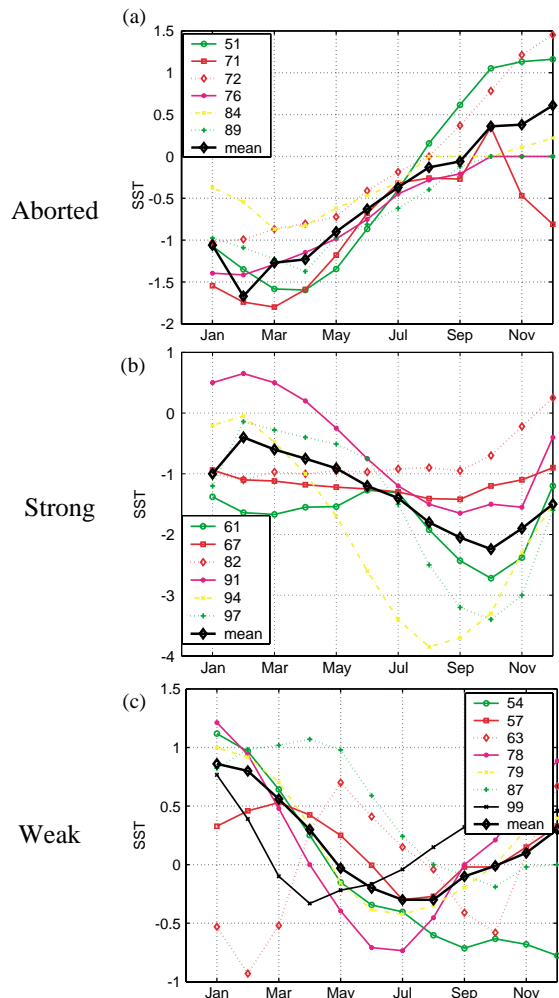 (a)
1.5
1
0.5
0
-0.5
-1
-1.5
-2
SST
51
71
72
76
84
89
mean
Aborted
Jan Mar May Jul Sep Nov
(b)
1
0
-1
-2
-3
-4
SST
61
67
82
91
94
97
mean
Strong
Jan Mar May Jul Sep Nov
(c)
1.5
1
0.5
0
-0.5
-1
SST
54
57
63
78
79
87
99
mean
Weak
Jan Mar May Jul Sep Nov